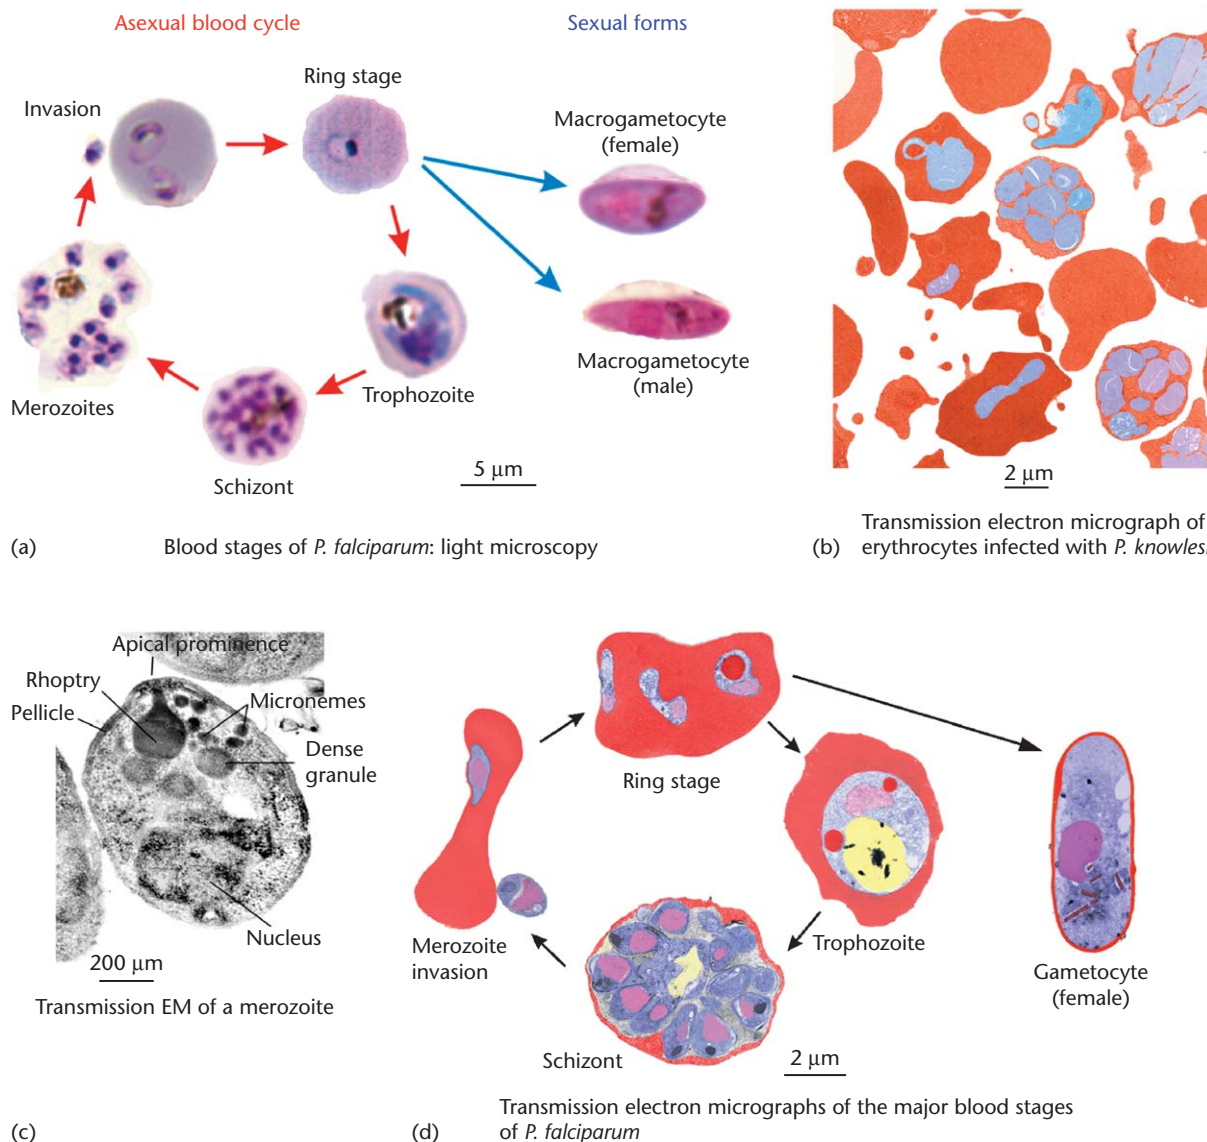 Asexual blood cycle
Sexual forms
Invasion
Ring stage
Macrogametocyte
(female)
Macrogametocyte
(male)
Merozoites
Trophozoite
Schizont
5 μm
(a) Blood stages of P. falciparum: light microscopy
2 μm
Transmission electron micrograph of
(b) erythrocytes infected with P. knowles
Apical prominence
Rhoptry
Pellicle
Micronemes
Dense
granule
Nucleus
200 μm
Transmission EM of a merozoite
(c)
Ring stage
Merozoite
invasion
Trophozoite
Gametocyte
(female)
Schizont
2 μm
Transmission electron micrographs of the major blood stages
(d) of P. falciparum